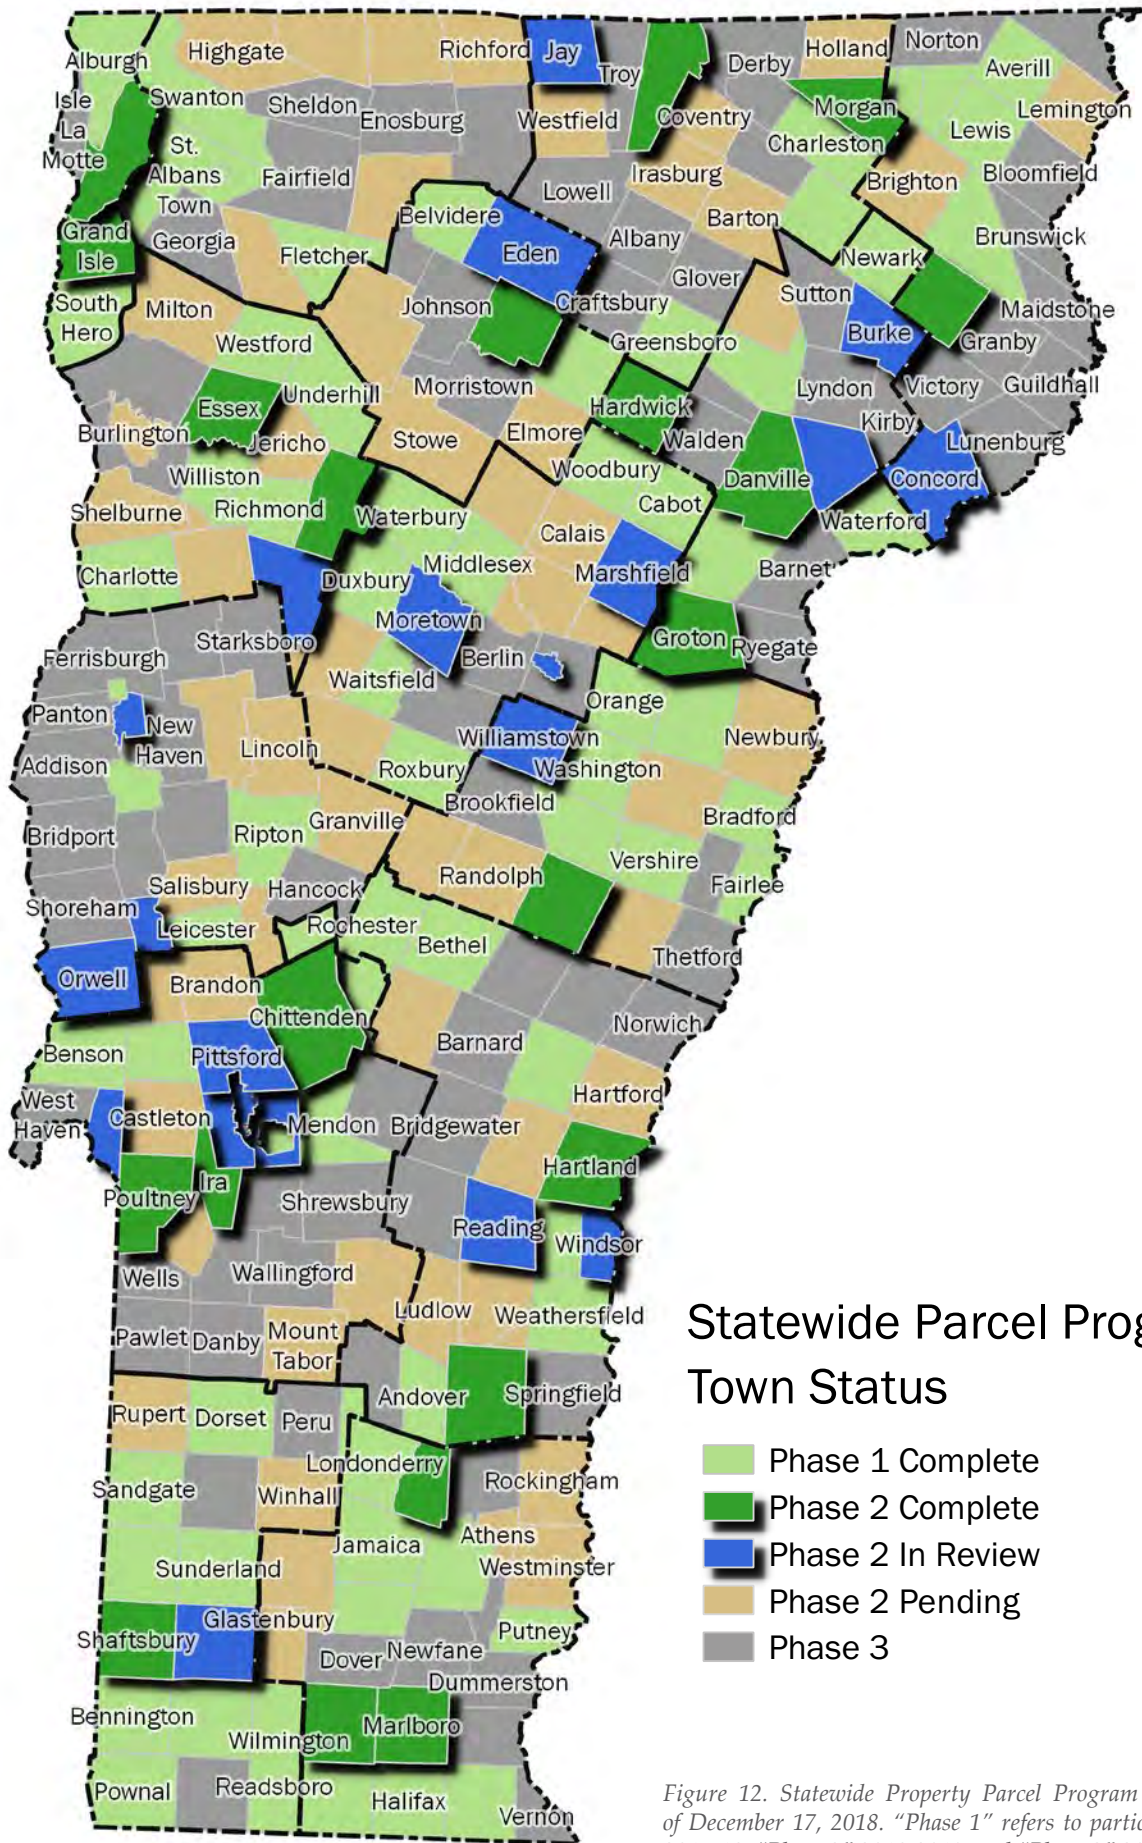 Alburgh
Highgate
Richford
Jay
Troy
Derby
Holland
Norton
Averill
Isle
La
Motte
Swanton
Sheldon
Enosburg
Westfield
Coventry
Morgan
Lemington
Charleston
Lewis
St.
Albans
Town
Fairfield
Lowell
Irasburg
Brighton
Bloomfield
Grand
Isle
Georgia
Belvidere
Barton
Brunswick
Fletcher
Eden
Albany
Newark
South
Hero
Milton
Johnson
Craftsbury
Glover
Sutton
Maidstone
Westford
Greensboro
Burke
Granby
Essex
Underhill
Morristown
Hardwick
Lyndon
Victory
Guildhall
Burlington
Jericho
Stowe
Elmore
Walden
Kirby
Lunenburg
Williston
Woodbury
Danville
Concord
Shelburne
Richmond
Waterbury
Cabot
Waterford
Calais
Charlotte
Duxbury
Middlesex
Marshfield
Barnet
Moretown
Starksboro
Berlin
Groton
Ryegate
Ferrisburgh
Waitsfield
Orange
Panton
New
Haven
Lincoln
Williamstown
Newbury
Addison
Roxbury
Washington
Brookfield
Bridport
Ripton
Granville
Bradford
Salisbury
Hancock
Randolph
Vershire
Fairlee
Shoreham
Leicester
Rochester
Bethel
Thetford
Orwell
Brandon
Chittenden
Norwich
Benson
Pittsford
Barnard
West
Haven
Castleton
Mendon
Bridgewater
Hartford
Hartland
Poultney
Ira
Shrewsbury
Reading
Windsor
Wells
Wallingford
Ludlow
Weathersfield
Pawlet
Danby
Mount
Tabor
Andover
Springfield
Rupert
Dorset
Peru
Londonderry
Sandgate
Winhall
Rockingham
Jamaica
Athens
Sunderland
Westminster
Glastenbury
Shaftsbury
Putney
Dover
Newfane
Dummerston
Bennington
Wilmington
Marlboro
Pownal
Readsboro
Halifax
Vernon
Statewide Parcel Prog
Town Status
Phase 1 Complete
Phase 2 Complete
Phase 2 In Review
Phase 2 Pending
Phase 3
Figure 12. Statewide Property Parcel Program
of December 17, 2018. “Phase 1” refers to partic